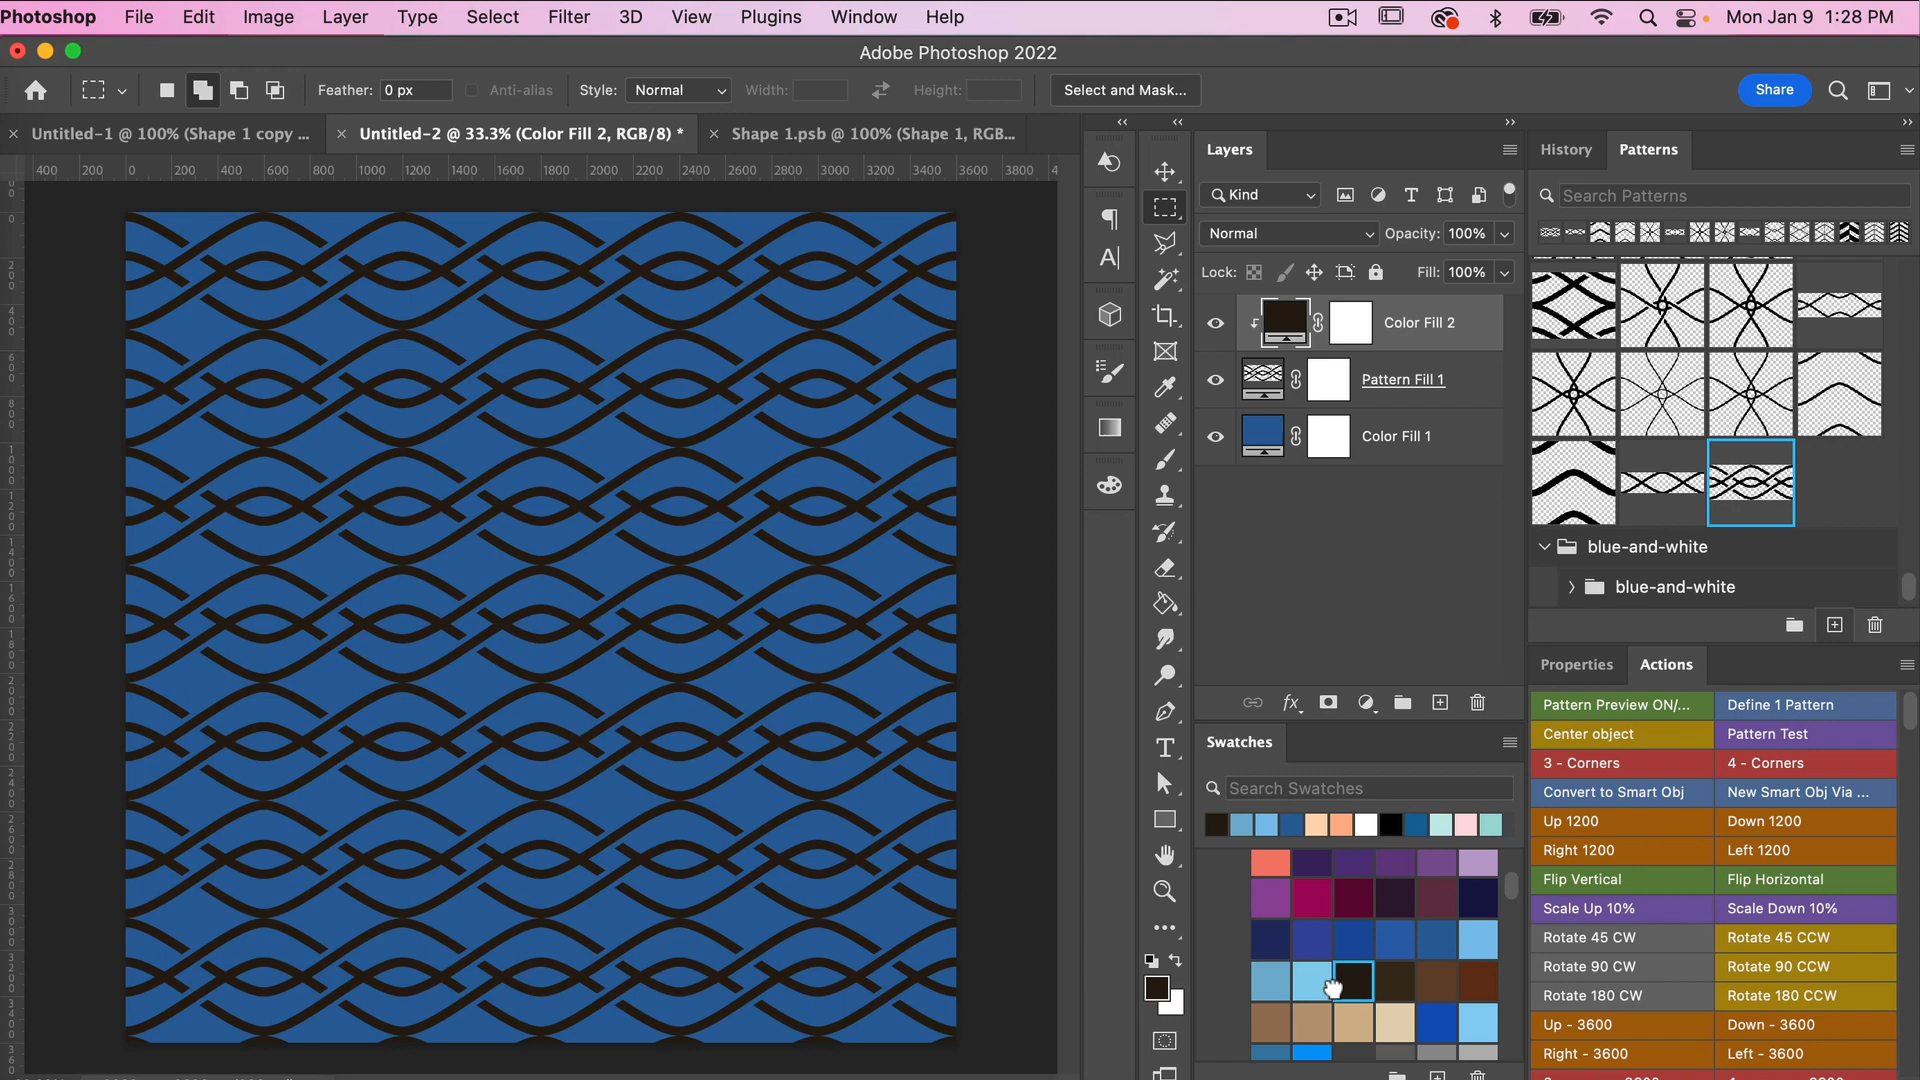 Photoshop File Edit Image Layer Type Select Filter 3D View Plugins Window Help Mon Jan 9 1:28 PM
Adobe Photoshop 2022
Feather: 0 px Anti-alias Style: Normal Width: Height: Select and Mask... Share
Untitled-1 @ 100% (Shape 1 copy ... Untitled-2 @ 33.3% (Color Fill 2, RGB/8) * Shape 1.psb @ 100% (Shape 1, RGB...
400 200 0 200 400 600 800 1000 1200 1400 1600 1800 2000 2200 2400 2600 2800 3000 3200 3400 3600 3800 4
Layers
Kind
Normal Opacity: 100%
Lock: Fill: 100%
Color Fill 2
Pattern Fill 1
Color Fill 1
fx
Swatches
Search Swatches
History Patterns
Search Patterns
blue-and-white
blue-and-white
Properties Actions
Pattern Preview ON/... Define 1 Pattern
Center object Pattern Test
3 - Corners 4 - Corners
Convert to Smart Obj New Smart Obj Via ...
Up 1200 Down 1200
Right 1200 Left 1200
Flip Vertical Flip Horizontal
Scale Up 10% Scale Down 10%
Rotate 45 CW Rotate 45 CCW
Rotate 90 CW Rotate 90 CCW
Rotate 180 CW Rotate 180 CCW
Up - 3600 Down - 3600
Right - 3600 Left - 3600